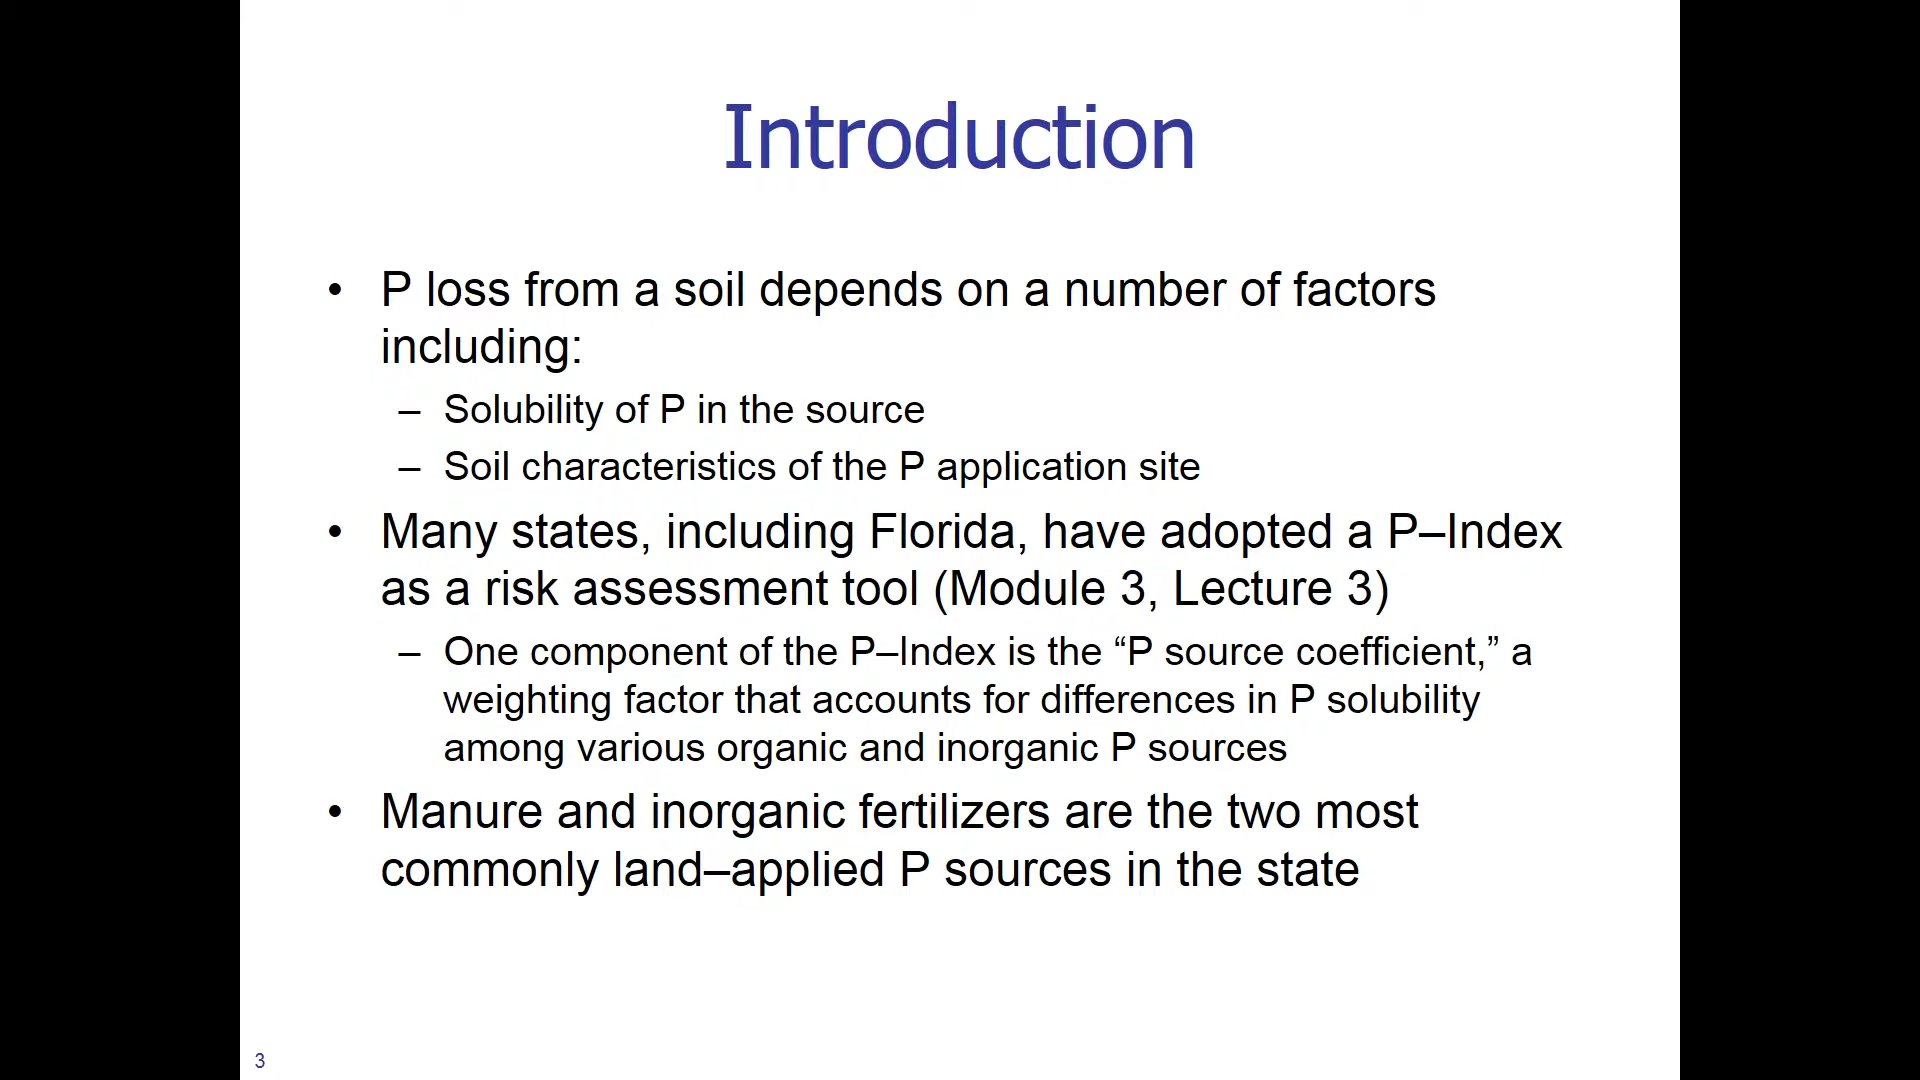 Introduction
• P loss from a soil depends on a number of factors
including:
– Solubility of P in the source
– Soil characteristics of the P application site
• Many states, including Florida, have adopted a P–Index
as a risk assessment tool (Module 3, Lecture 3)
– One component of the P–Index is the “P source coefficient,” a
weighting factor that accounts for differences in P solubility
among various organic and inorganic P sources
• Manure and inorganic fertilizers are the two most
commonly land–applied P sources in the state
3